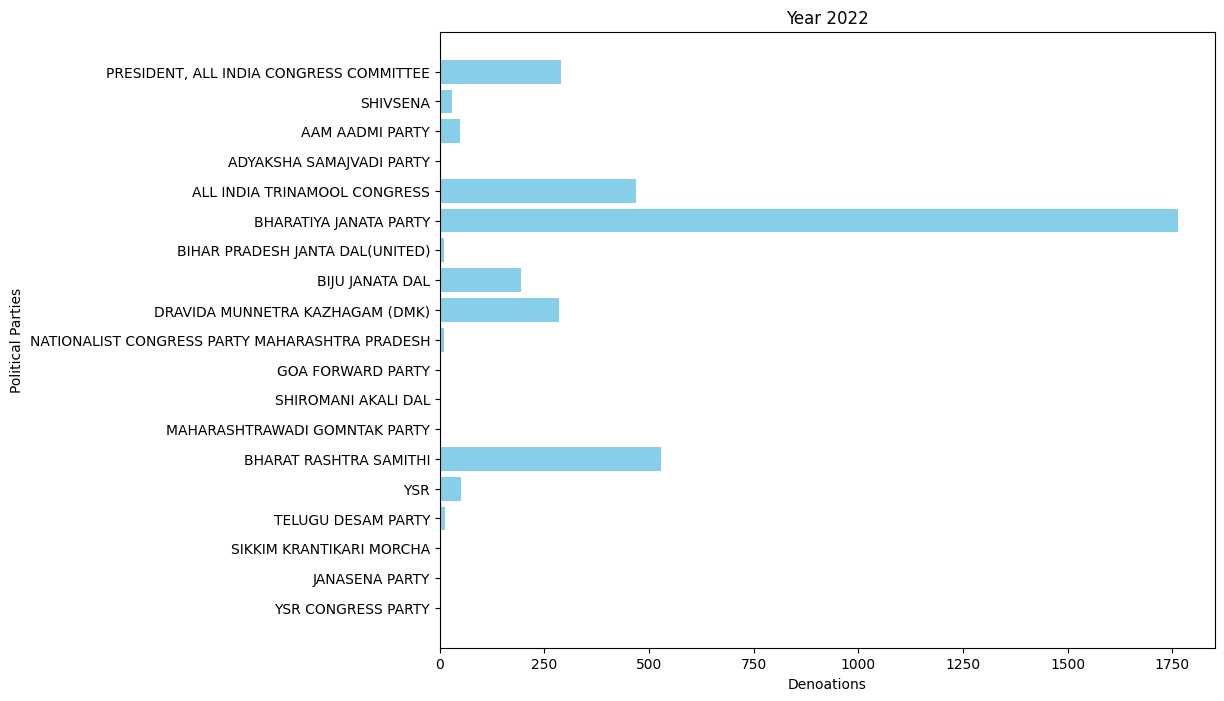 Year 2022
Political Parties
PRESIDENT, ALL INDIA CONGRESS COMMITTEE
SHIVSENA
AAM AADMI PARTY
ADYAKSHA SAMAJVADI PARTY
ALL INDIA TRINAMOOL CONGRESS
BHARATIYA JANATA PARTY
BIHAR PRADESH JANTA DAL(UNITED)
BIJU JANATA DAL
DRAVIDA MUNNETRA KAZHAGAM (DMK)
NATIONALIST CONGRESS PARTY MAHARASHTRA PRADESH
GOA FORWARD PARTY
SHIROMANI AKALI DAL
MAHARASHTRAWADI GOMNTAK PARTY
BHARAT RASHTRA SAMITHI
YSR
TELUGU DESAM PARTY
SIKKIM KRANTIKARI MORCHA
JANASENA PARTY
YSR CONGRESS PARTY
0 250 500 750 1000 1250 1500 1750
Denoations